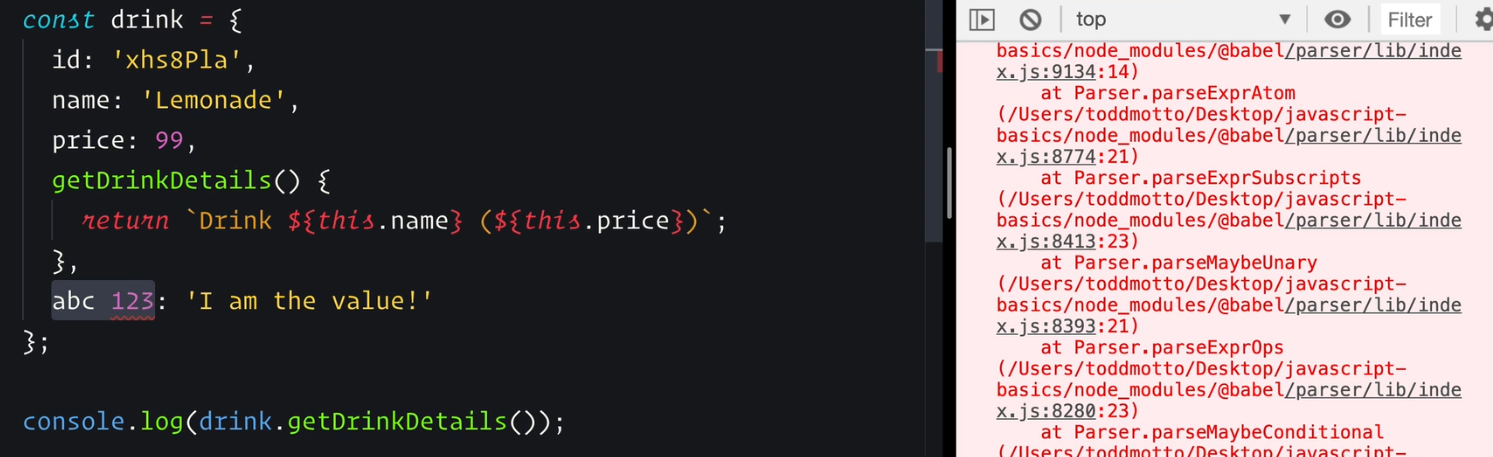 const drink = {
id: 'xhs8Pla',
name: 'Lemonade',
price: 99,
getDrinkDetails() {
return `Drink ${this.name} (${this.price})`;
},
abc 123: 'I am the value!'
};
console.log(drink.getDrinkDetails());
top
Filter
basics/node_modules/@babel/parser/lib/inde
x.js:9134:14)
at Parser.parseExprAtom
(/Users/toddmotto/Desktop/javascript-
basics/node_modules/@babel/parser/lib/inde
x.js:8774:21)
at Parser.parseExprSubscripts
(/Users/toddmotto/Desktop/javascript-
basics/node_modules/@babel/parser/lib/inde
x.js:8413:23)
at Parser.parseMaybeUnary
(/Users/toddmotto/Desktop/javascript-
basics/node_modules/@babel/parser/lib/inde
x.js:8393:21)
at Parser.parseExprOps
(/Users/toddmotto/Desktop/javascript-
basics/node_modules/@babel/parser/lib/inde
x.js:8280:23)
at Parser.parseMaybeConditional
(/Users/toddmotto/Desktop/javascript-